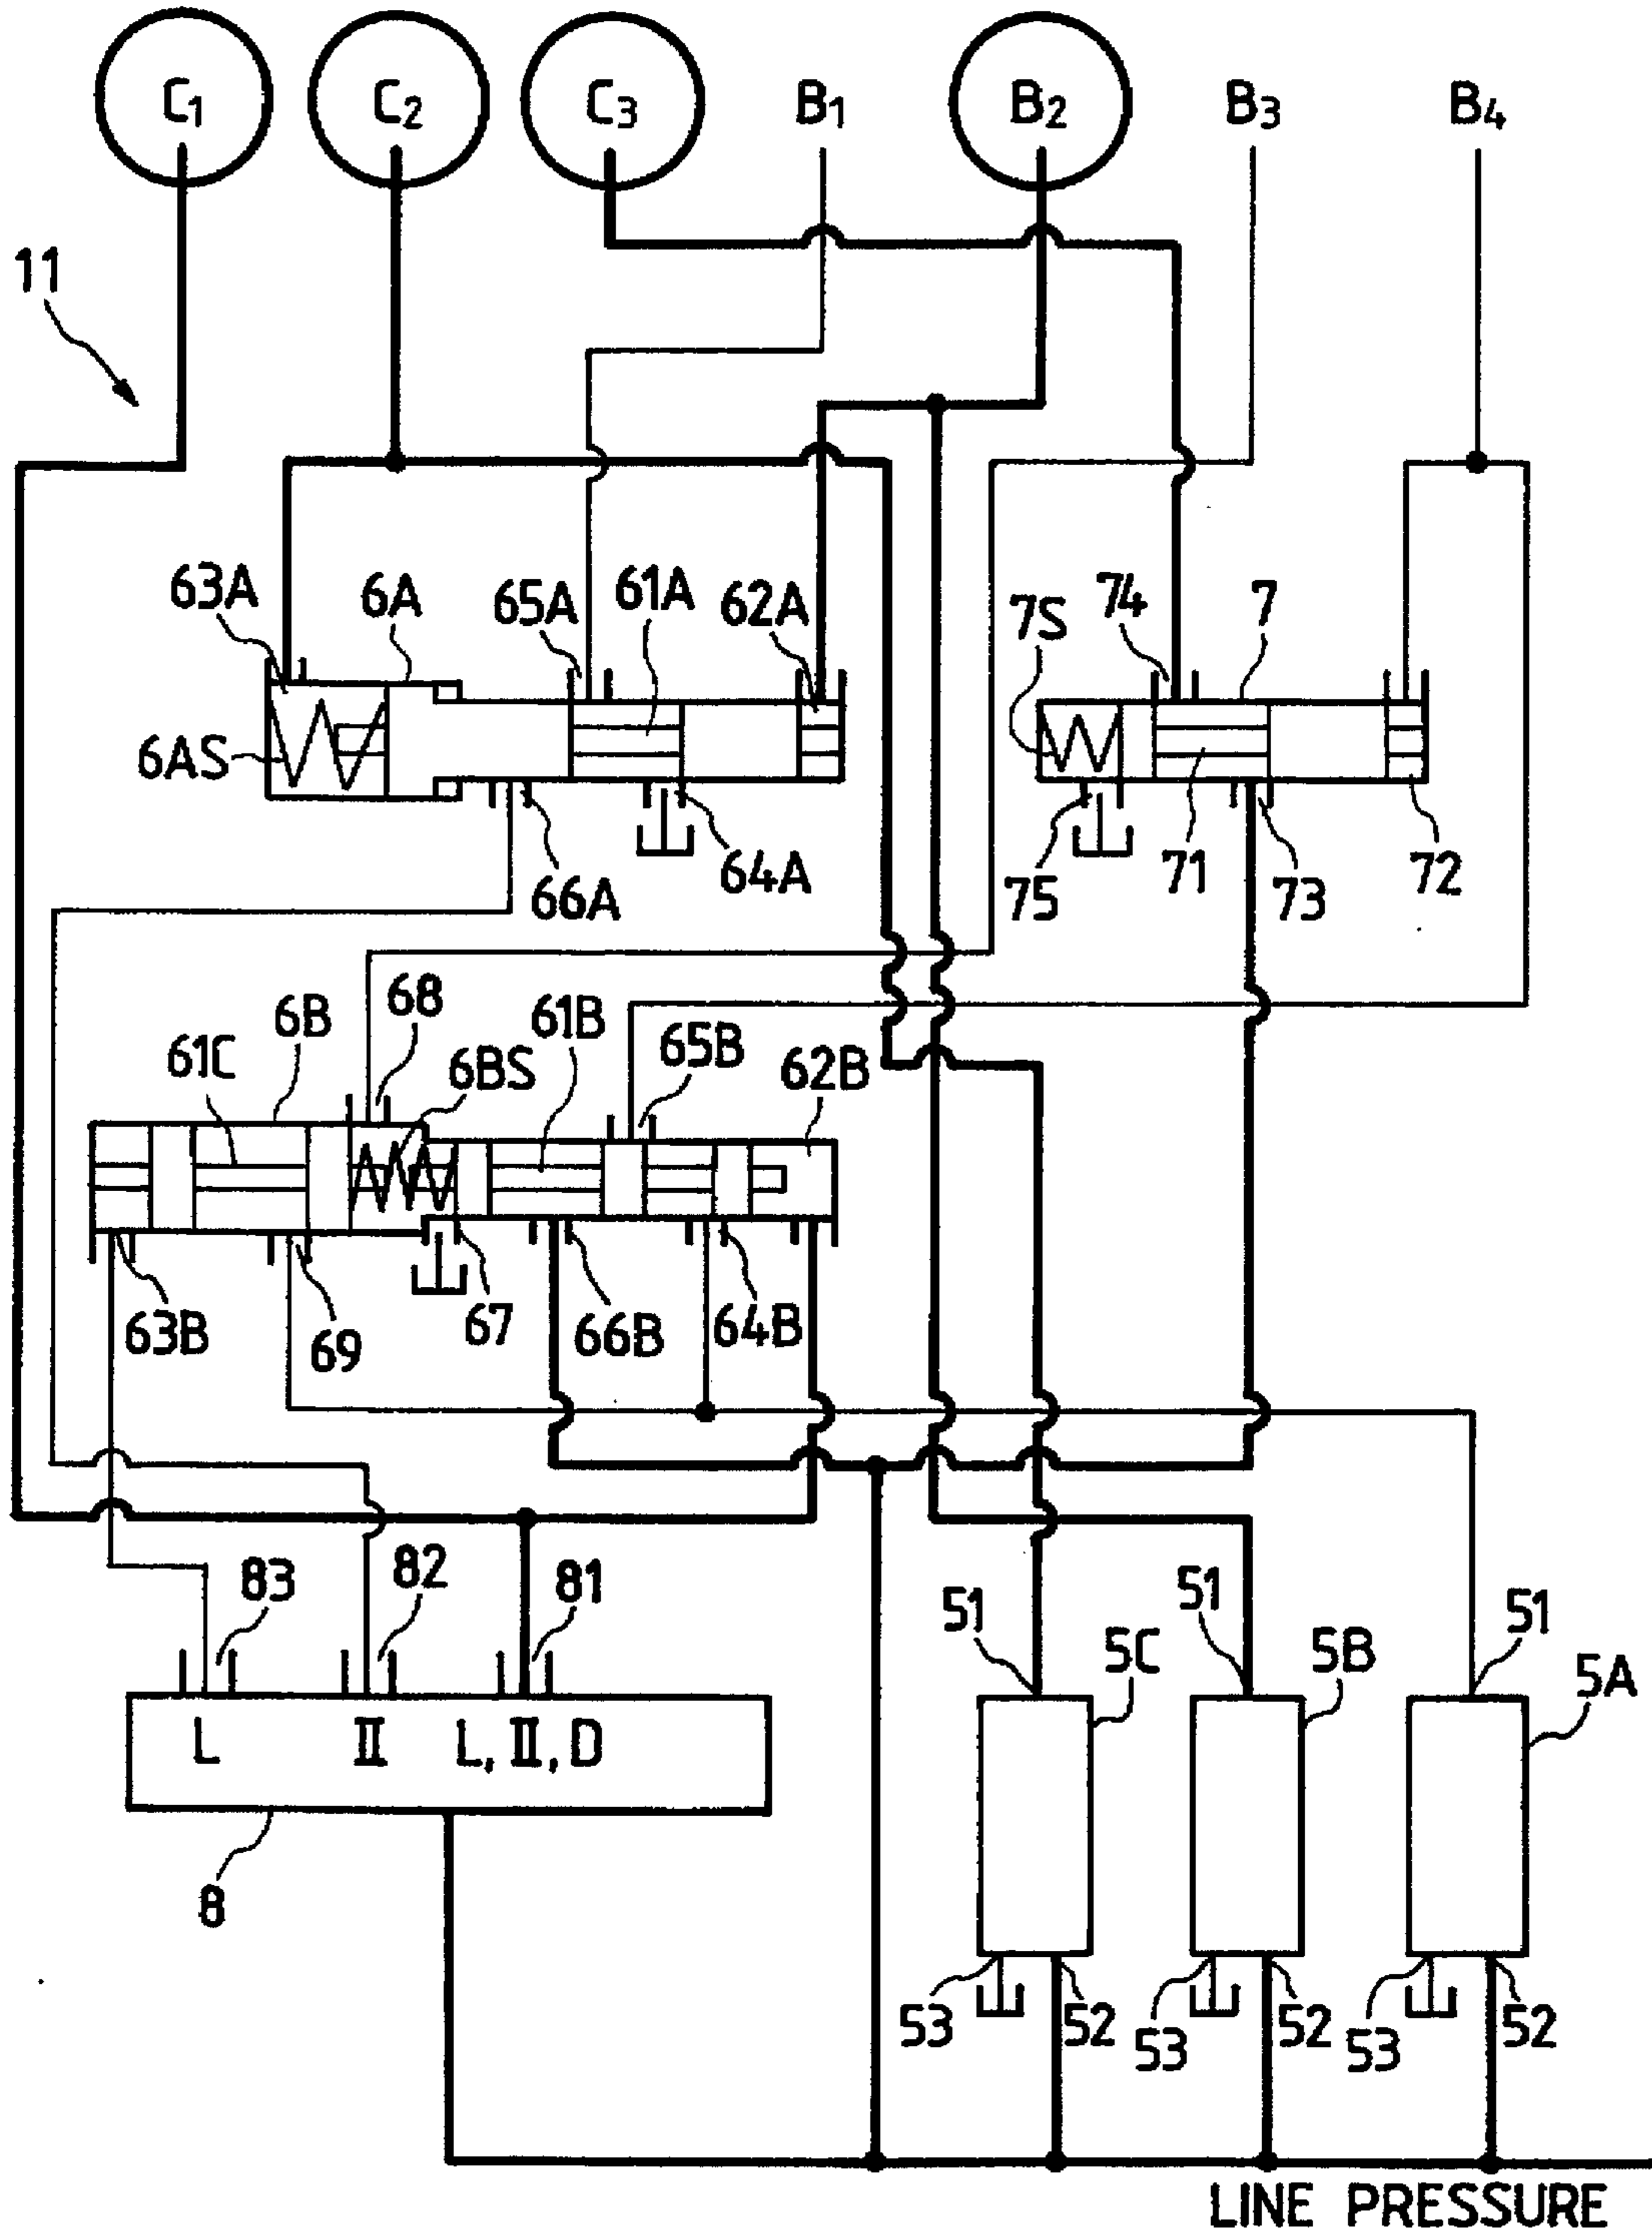 C1 C2 C3 B1 B2 B3 B4
11
63A 6A 65A 61A 62A 7S 74 7
6AS
66A 64A 75 71 73 72
68
61C 6B 6BS 61B 65B 62B
63B 69 67 66B 64B
83 82 81 51 51 51
5C 5B 5A
L II L, II, D
8
53 52 53 52 53 52
LINE PRESSURE